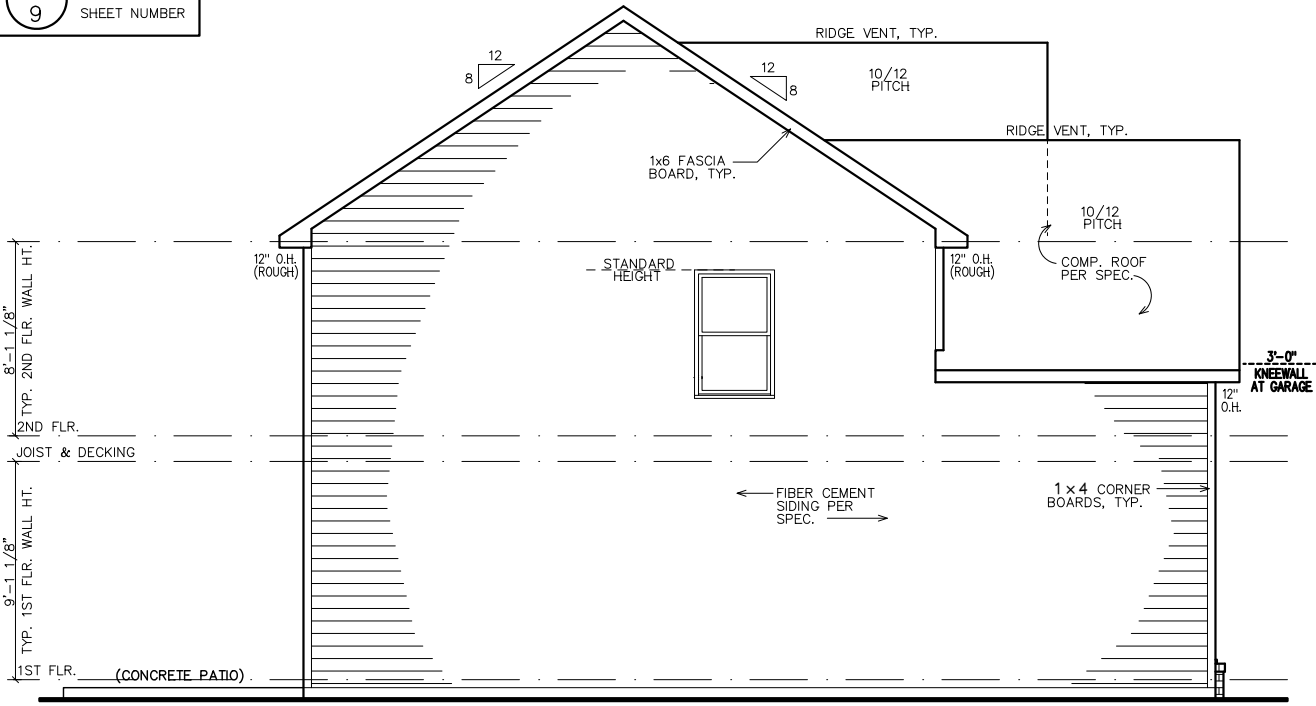 9
SHEET NUMBER
RIDGE VENT, TYP.
12
8
12
8
10/12
PITCH
RIDGE VENT, TYP.
1x6 FASCIA
BOARD, TYP.
10/12
PITCH
12" O.H.
(ROUGH)
STANDARD
HEIGHT
12" O.H.
(ROUGH)
COMP. ROOF
PER SPEC.
8'-1 1/8"
TYP. 2ND FLR. WALL HT.
3'-0"
KNEEWALL
AT GARAGE
12"
O.H.
2ND FLR.
JOIST & DECKING
9'-1 1/8"
TYP. 1ST FLR. WALL HT.
FIBER CEMENT
SIDING PER
SPEC.
1 x 4 CORNER
BOARDS, TYP.
1ST FLR.
(CONCRETE PATIO)